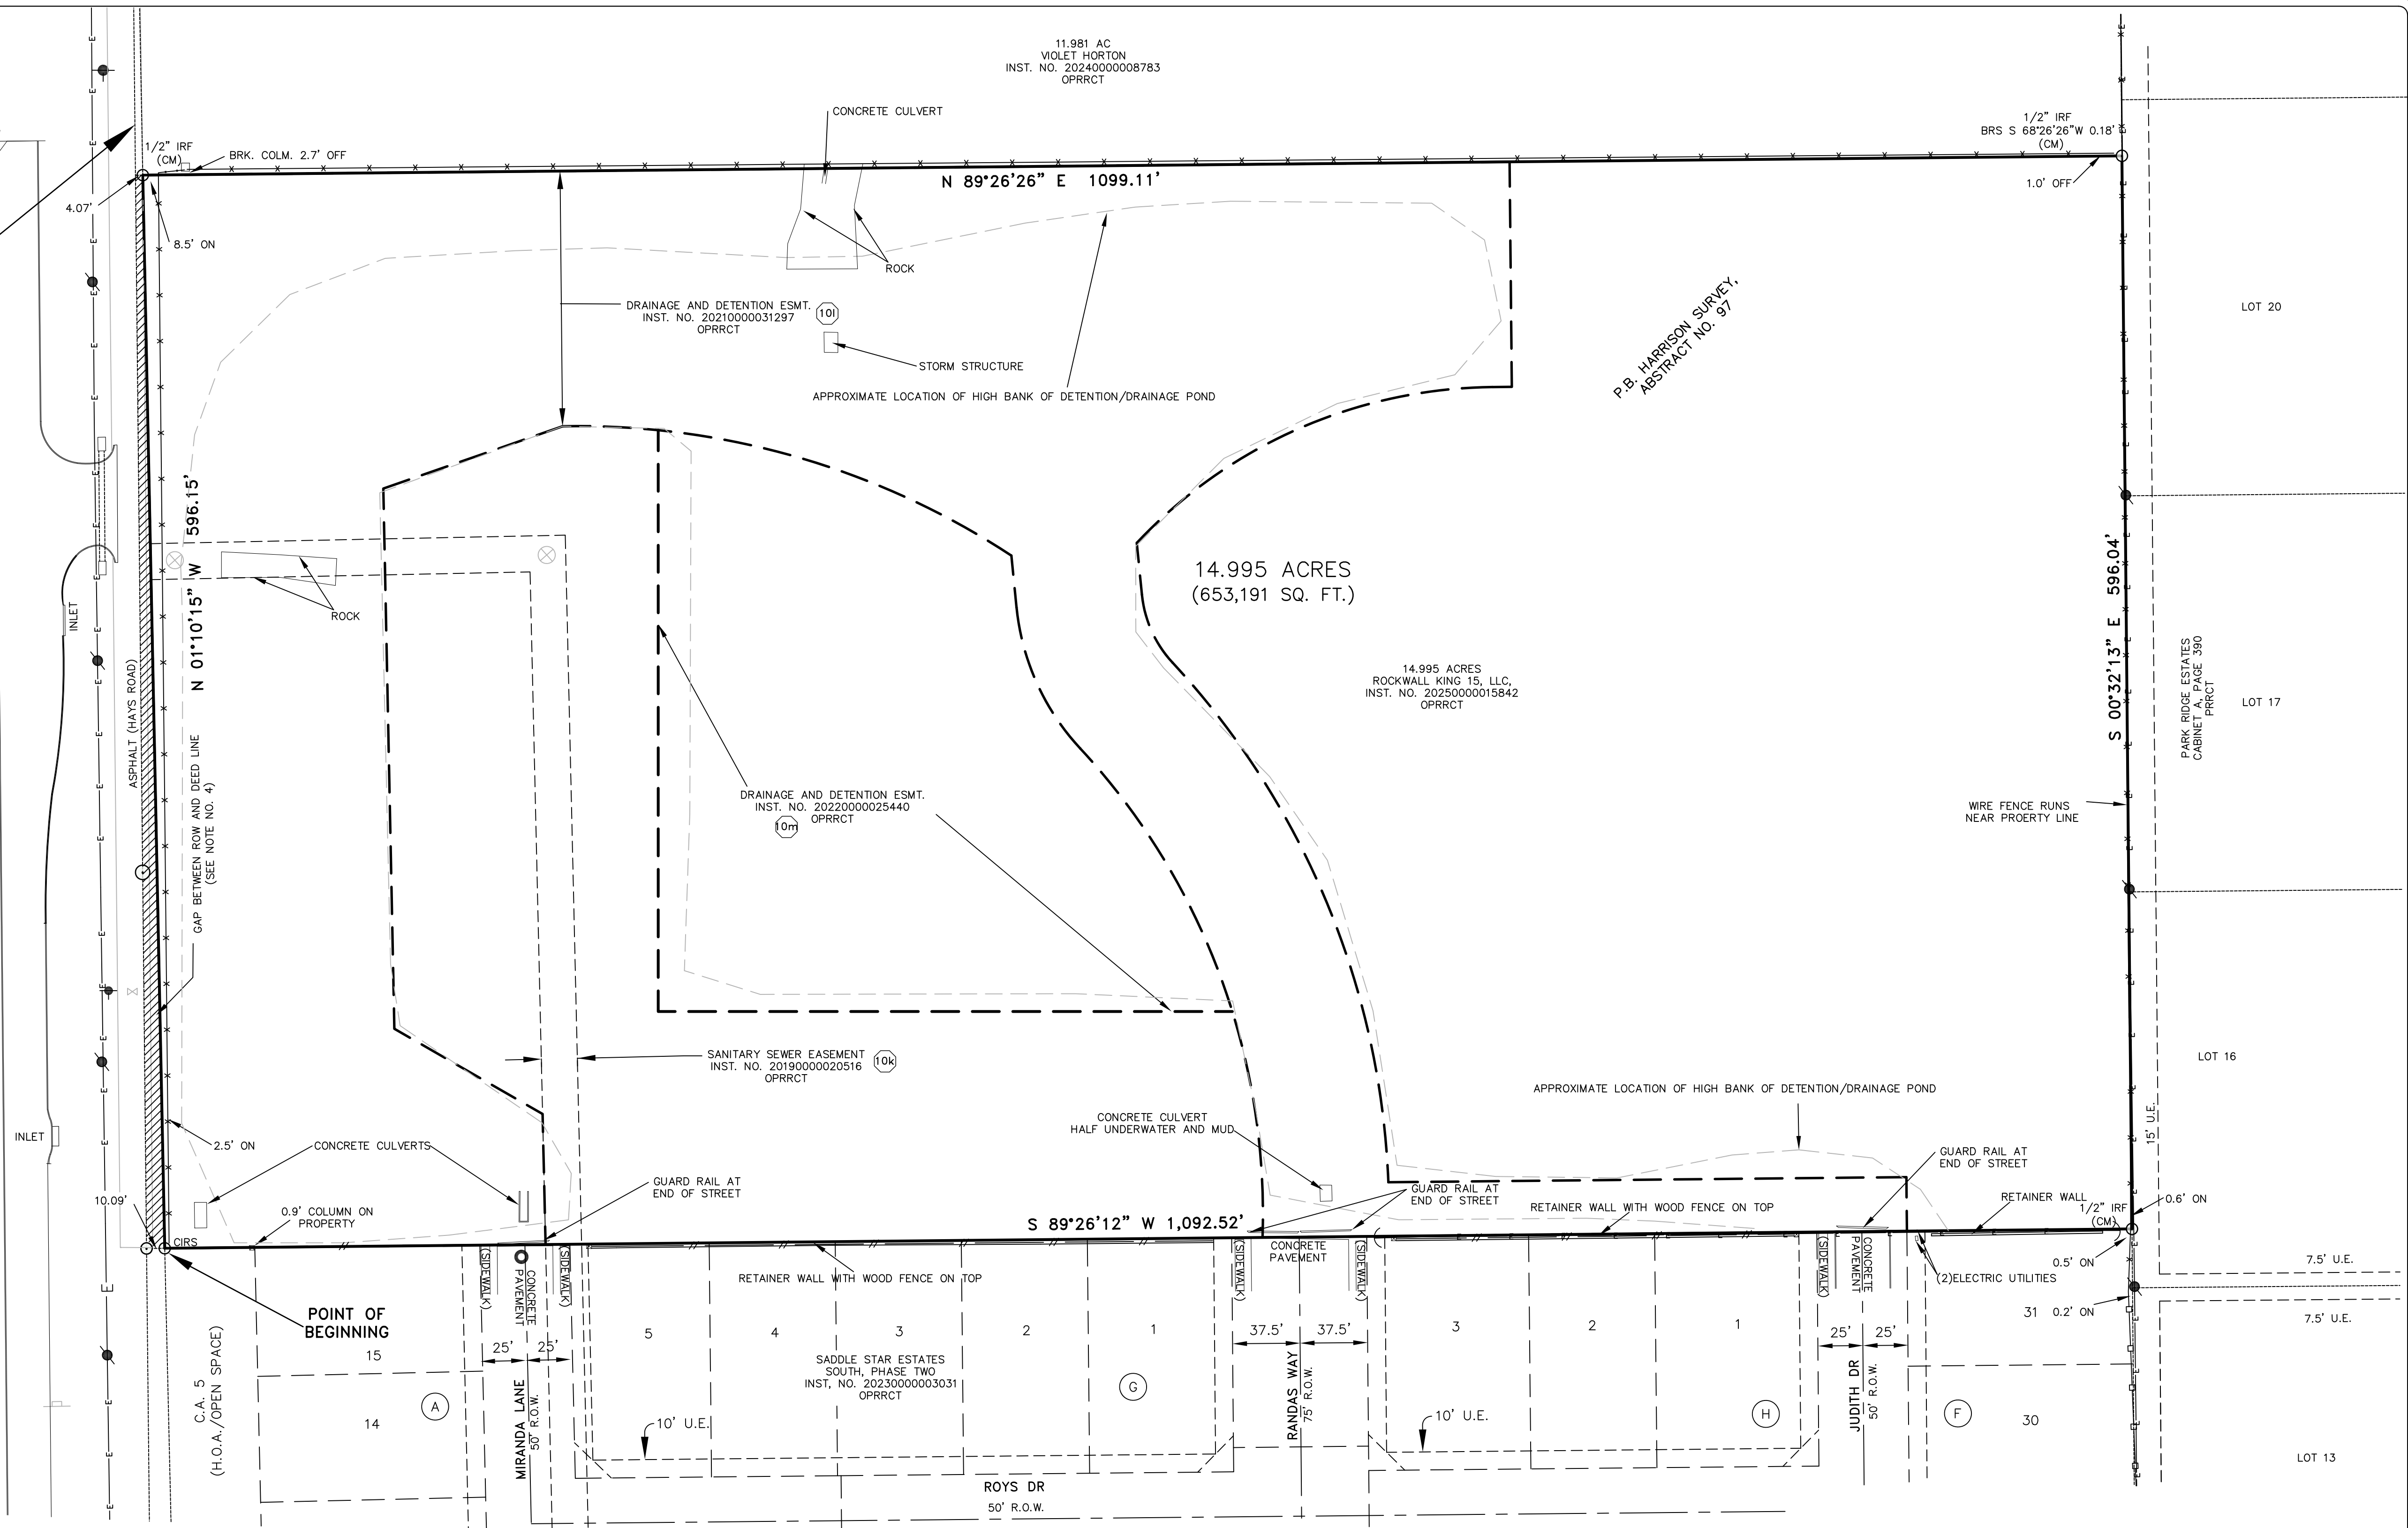 11.981 AC
VIOLET HORTON
INST. NO. 20240000008783
OPRRCT
CONCRETE CULVERT
1/2" IRF
(CM)
BRK. COLM. 2.7' OFF
1/2" IRF
BRS S 68°26'26"W 0.18'
(CM)
N 89°26'26" E 1099.11'
1.0' OFF
4.07'
8.5' ON
ROCK
DRAINAGE AND DETENTION ESMT.
INST. NO. 20210000031297
OPRRCT
10l
STORM STRUCTURE
APPROXIMATE LOCATION OF HIGH BANK OF DETENTION/DRAINAGE POND
P.B. HARRISON SURVEY,
ABSTRACT NO. 97
LOT 20
N 01°10'15" W 596.15'
ROCK
INLET
ASPHALT (HAYS ROAD)
GAP BETWEEN ROW AND DEED LINE
(SEE NOTE NO. 4)
14.995 ACRES
(653,191 SQ. FT.)
14.995 ACRES
ROCKWALL KING 15, LLC,
INST. NO. 20250000015842
OPRRCT
S 00°32'13" E 596.04'
PARK RIDGE ESTATES
CABINET A, PAGE 390
PRRCT
LOT 17
DRAINAGE AND DETENTION ESMT.
INST. NO. 20220000025440
OPRRCT
10m
WIRE FENCE RUNS
NEAR PROERTY LINE
SANITARY SEWER EASEMENT
INST. NO. 20190000020516
OPRRCT
10k
LOT 16
APPROXIMATE LOCATION OF HIGH BANK OF DETENTION/DRAINAGE POND
CONCRETE CULVERT
HALF UNDERWATER AND MUD
15' U.E.
INLET
2.5' ON
CONCRETE CULVERTS
GUARD RAIL AT
END OF STREET
GUARD RAIL AT
END OF STREET
GUARD RAIL AT
END OF STREET
10.09'
0.9' COLUMN ON
PROPERTY
S 89°26'12" W 1,092.52'
RETAINER WALL WITH WOOD FENCE ON TOP
RETAINER WALL
1/2" IRF
(CM)
0.6' ON
CIRS
(SIDEWALK)
CONCRETE
PAVEMENT
(SIDEWALK)
RETAINER WALL WITH WOOD FENCE ON TOP
(SIDEWALK)
CONCRETE
PAVEMENT
(SIDEWALK)
(SIDEWALK)
CONCRETE
PAVEMENT
(2)ELECTRIC UTILITIES
0.5' ON
7.5' U.E.
POINT OF
BEGINNING
31
0.2' ON
7.5' U.E.
15
25'
25'
5
4
3
2
1
37.5'
37.5'
3
2
1
25'
25'
SADDLE STAR ESTATES
SOUTH, PHASE TWO
INST, NO. 20230000003031
OPRRCT
C.A. 5
(H.O.A./OPEN SPACE)
14
A
MIRANDA LANE
50' R.O.W.
G
RANDAS WAY
75' R.O.W.
H
JUDITH DR
50' R.O.W.
F
30
10' U.E.
10' U.E.
LOT 13
ROYS DR
50' R.O.W.
E
E
E
E
E
E